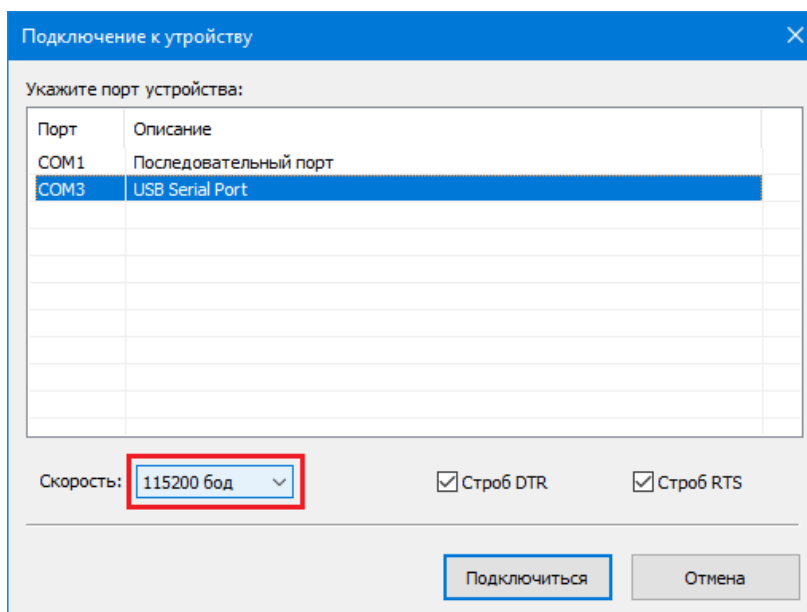 Подключение к утройству
Укажите порт устройства:
Порт Описание
COM1 Последовательный порт
COM3 USB Serial Port
Скорость: 115200 бод Строб DTR Строб RTS
Подключиться Отмена